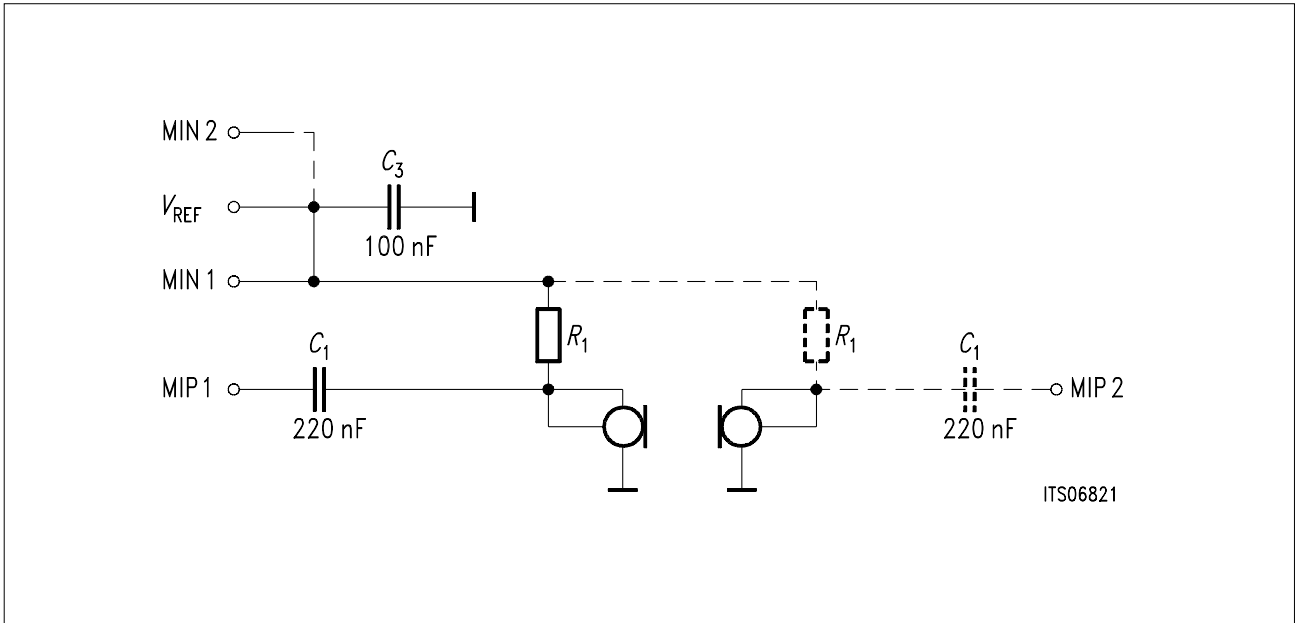 MIN 2
C3
VREF
100 nF
MIN 1
R1
R1
C1
C1
MIP 1
MIP 2
220 nF
220 nF
ITS06821